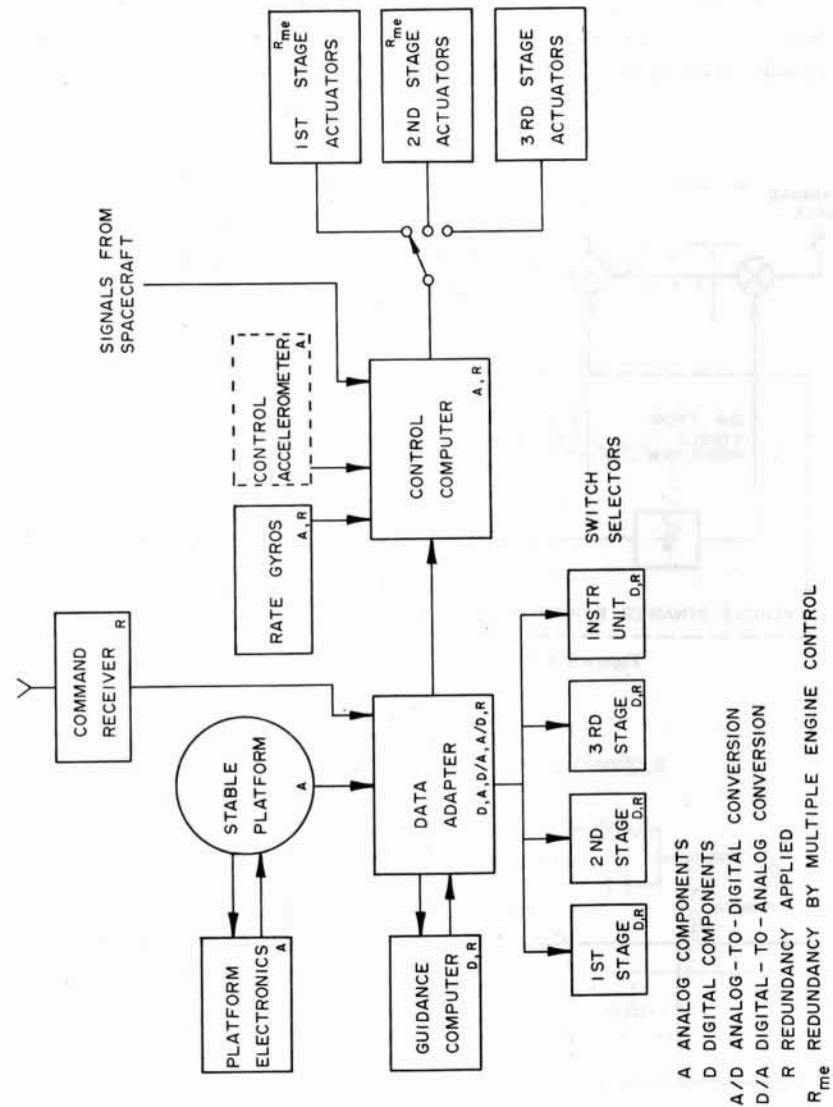 SIGNALS FROM
SPACECRAFT
COMMAND
RECEIVER
R
STABLE
PLATFORM
A
PLATFORM
ELECTRONICS
A
RATE GYROS
A, R
CONTROL
ACCELEROMETER
A
GUIDANCE
COMPUTER
D, R
DATA
ADAPTER
D, A, D/A, A/D, R
CONTROL
COMPUTER
A, R
Rme
1ST STAGE
ACTUATORS
Rme
2ND STAGE
ACTUATORS
3RD STAGE
ACTUATORS
1ST
STAGE
D,R
2ND
STAGE
D,R
3RD
STAGE
D,R
INSTR
UNIT
D,R
SWITCH
SELECTORS
A ANALOG COMPONENTS
D DIGITAL COMPONENTS
A/D ANALOG-TO-DIGITAL CONVERSION
D/A DIGITAL-TO-ANALOG CONVERSION
R REDUNDANCY APPLIED
Rme REDUNDANCY BY MULTIPLE ENGINE CONTROL